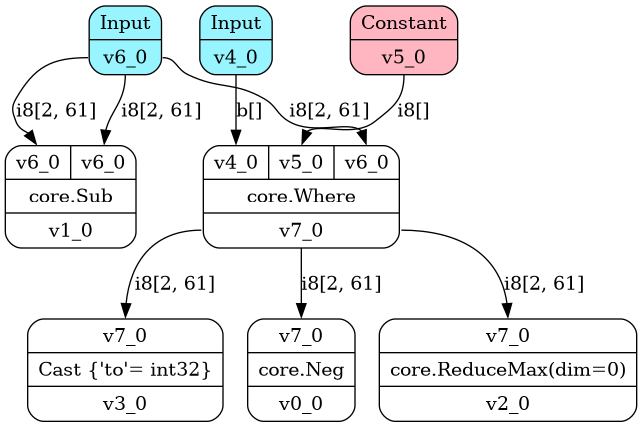 Input
v6_0
Input
v4_0
Constant
v5_0
i8[2, 61]
i8[2, 61]
b[]
i8[2, 61]
i8[]
v6_0 v6_0
core.Sub
v1_0
v4_0 v5_0 v6_0
core.Where
v7_0
i8[2, 61]
i8[2, 61]
i8[2, 61]
v7_0
Cast {'to'= int32}
v3_0
v7_0
core.Neg
v0_0
v7_0
core.ReduceMax(dim=0)
v2_0